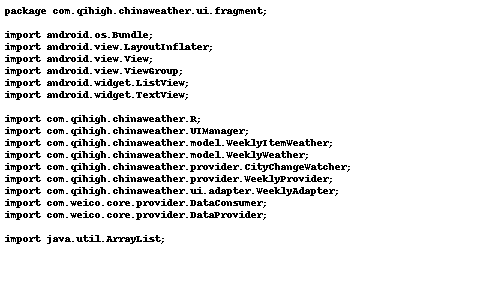 package com.qihigh.chinaweather.ui.fragment;
import android.os.Bundle;
import android.view.LayoutInflater;
import android.view.View;
import android.view.ViewGroup;
import android.widget.ListView;
import android.widget.TextView;
import com.qihigh.chinaweather.R;
import com.qihigh.chinaweather.UIManager;
import com.qihigh.chinaweather.model.WeeklyItemWeather;
import com.qihigh.chinaweather.model.WeeklyWeather;
import com.qihigh.chinaweather.provider.CityChangeWatcher;
import com.qihigh.chinaweather.provider.WeeklyProvider;
import com.qihigh.chinaweather.ui.adapter.WeeklyAdapter;
import com.weico.core.provider.DataConsumer;
import com.weico.core.provider.DataProvider;
import java.util.ArrayList;